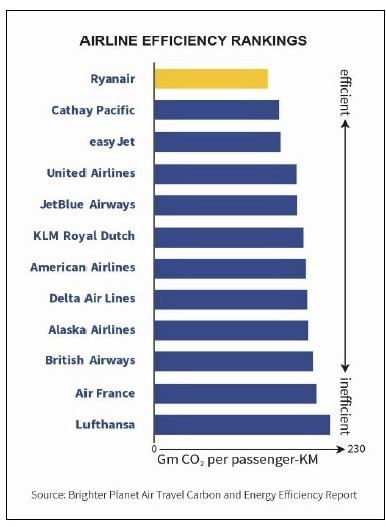 AIRLINE EFFICIENCY RANKINGS
Ryanair
Cathay Pacific
easyJet
United Airlines
JetBlue Airways
KLM Royal Dutch
American Airlines
Delta Air Lines
Alaska Airlines
British Airways
Air France
Lufthansa
efficient
inefficient
0
230
Gm CO₂ per passenger-KM
Source: Brighter Planet Air Travel Carbon and Energy Efficiency Report